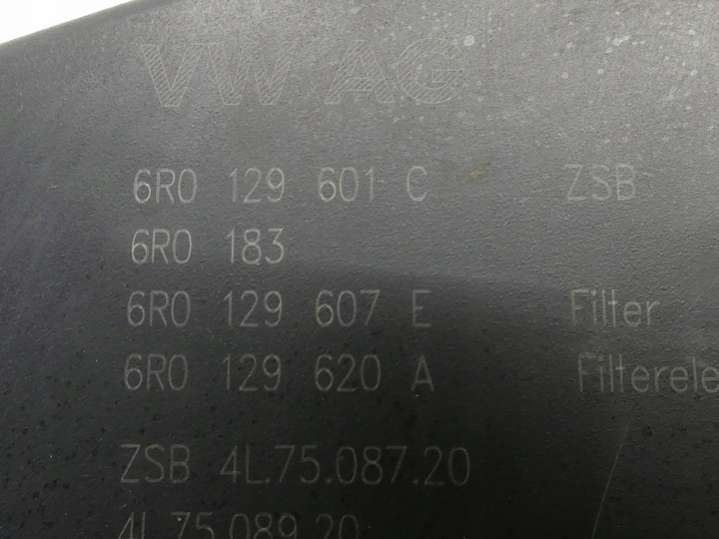 VW AG
6R0 129 601 C ZSB
6R0 183
6R0 129 607 E Filter
6R0 129 620 A Filterele
ZSB 4L.75.087.20
4L.75.089.20